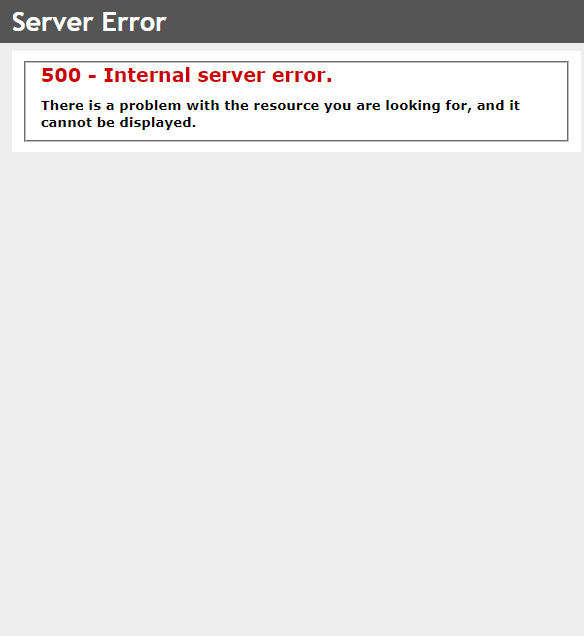 Server Error
500 - Internal server error.
There is a problem with the resource you are looking for, and it
cannot be displayed.